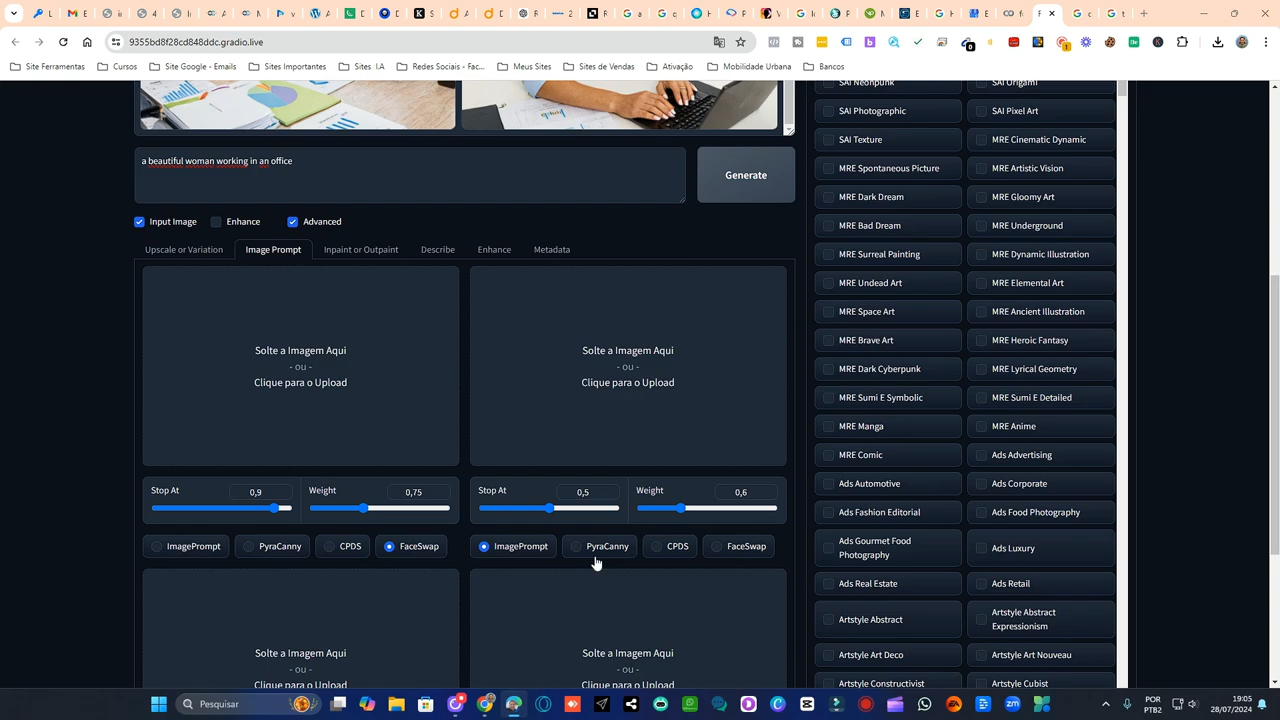 9355bd8f28cd848ddc.gradio.live
Site Ferramentas
Cursos
Site Google - Emails
Sites Importantes
Sites I.A
Redes Sociais - Fac...
Meus Sites
Sites de Vendas
Ativação
Mobilidade Urbana
Bancos
a beautiful woman working in an office
Generate
Input Image
Enhance
Advanced
Upscale or Variation
Image Prompt
Inpaint or Outpaint
Describe
Enhance
Metadata
Solte a Imagem Aqui
- ou -
Clique para o Upload
Solte a Imagem Aqui
- ou -
Clique para o Upload
Stop At
0,9
Weight
0,75
Stop At
0,5
Weight
0,6
ImagePrompt
PyraCanny
CPDS
FaceSwap
ImagePrompt
PyraCanny
CPDS
FaceSwap
Solte a Imagem Aqui
- ou -
Clique para o Upload
Solte a Imagem Aqui
- ou -
Clique para o Upload
SAI Neonpunk
SAI Origami
SAI Photographic
SAI Pixel Art
SAI Texture
MRE Cinematic Dynamic
MRE Spontaneous Picture
MRE Artistic Vision
MRE Dark Dream
MRE Gloomy Art
MRE Bad Dream
MRE Underground
MRE Surreal Painting
MRE Dynamic Illustration
MRE Undead Art
MRE Elemental Art
MRE Space Art
MRE Ancient Illustration
MRE Brave Art
MRE Heroic Fantasy
MRE Dark Cyberpunk
MRE Lyrical Geometry
MRE Sumi E Symbolic
MRE Sumi E Detailed
MRE Manga
MRE Anime
MRE Comic
Ads Advertising
Ads Automotive
Ads Corporate
Ads Fashion Editorial
Ads Food Photography
Ads Gourmet Food
Photography
Ads Luxury
Ads Real Estate
Ads Retail
Artstyle Abstract
Artstyle Abstract
Expressionism
Artstyle Art Deco
Artstyle Art Nouveau
Artstyle Constructivist
Artstyle Cubist
Pesquisar
POR
PTB2
19:05
28/07/2024